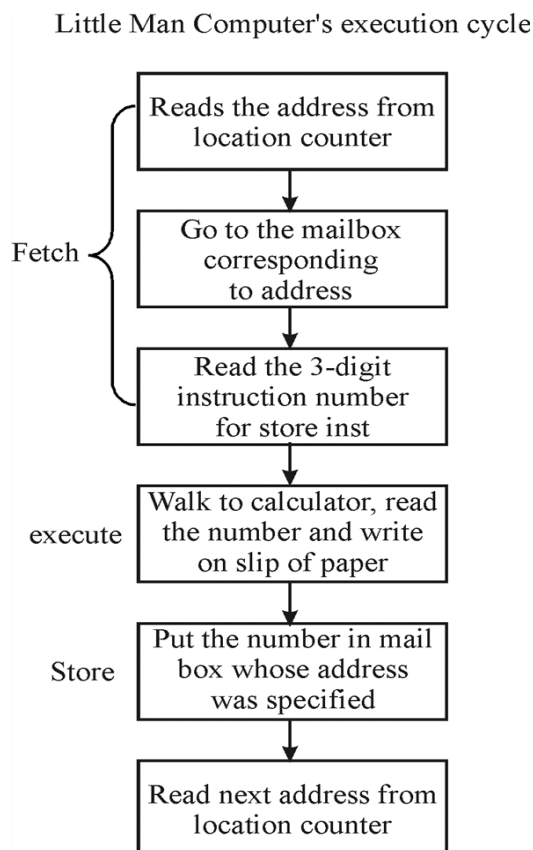 Little Man Computer's execution cycle
Reads the address from
location counter
Fetch
Go to the mailbox
corresponding
to address
Read the 3-digit
instruction number
for store inst
execute
Walk to calculator, read
the number and write
on slip of paper
Store
Put the number in mail
box whose address
was specified
Read next address from
location counter